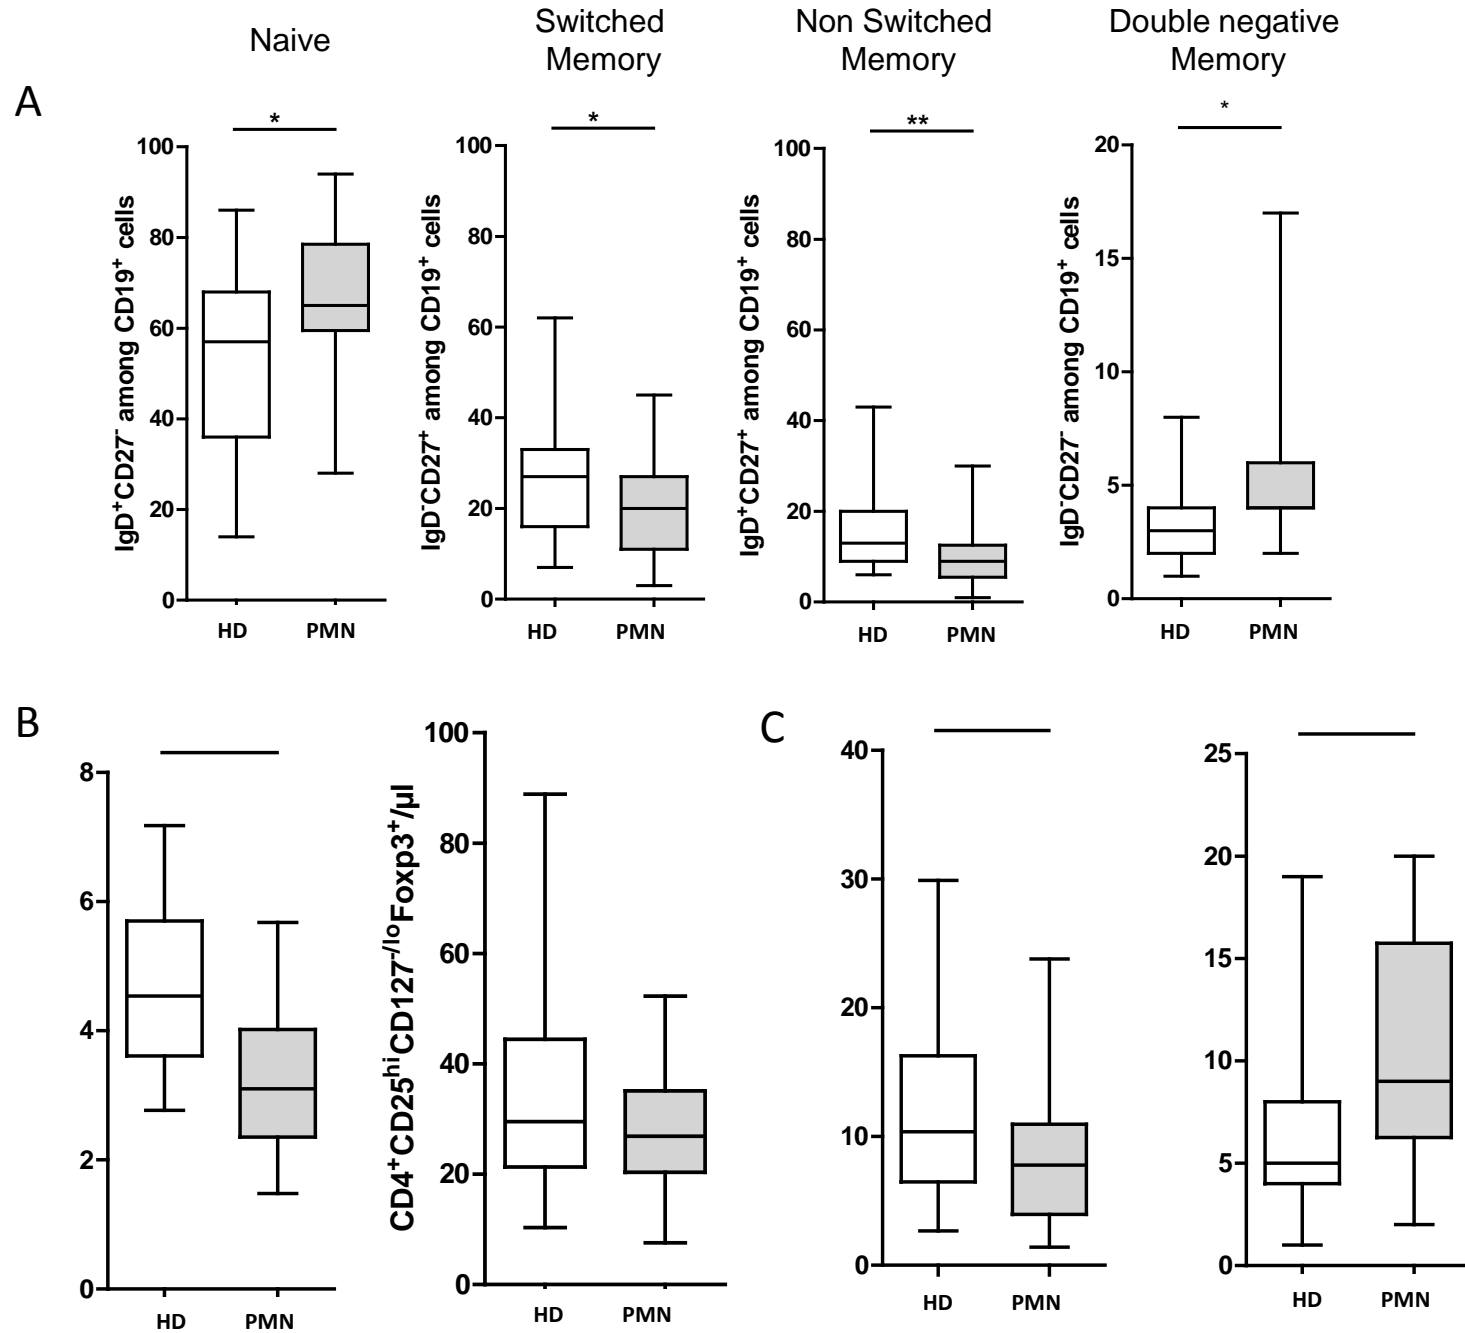 Naive
Switched
Memory
Non Switched
Memory
Double negative
Memory
A
*
*
**
*
IgD⁺CD27⁻ among CD19⁺ cells
100
80
60
40
20
0
HD PMN
IgD⁻CD27⁺ among CD19⁺ cells
100
80
60
40
20
0
HD PMN
IgD⁺CD27⁺ among CD19⁺ cells
100
80
60
40
20
0
HD PMN
IgD⁻CD27⁻ among CD19⁺ cells
20
15
10
5
0
HD PMN
B
8
6
4
2
0
HD PMN
CD4⁺CD25ʰⁱCD127⁻/ˡᵒFoxp3⁺/µl
100
80
60
40
20
0
HD PMN
C
40
30
20
10
0
HD PMN
25
20
15
10
5
0
HD PMN